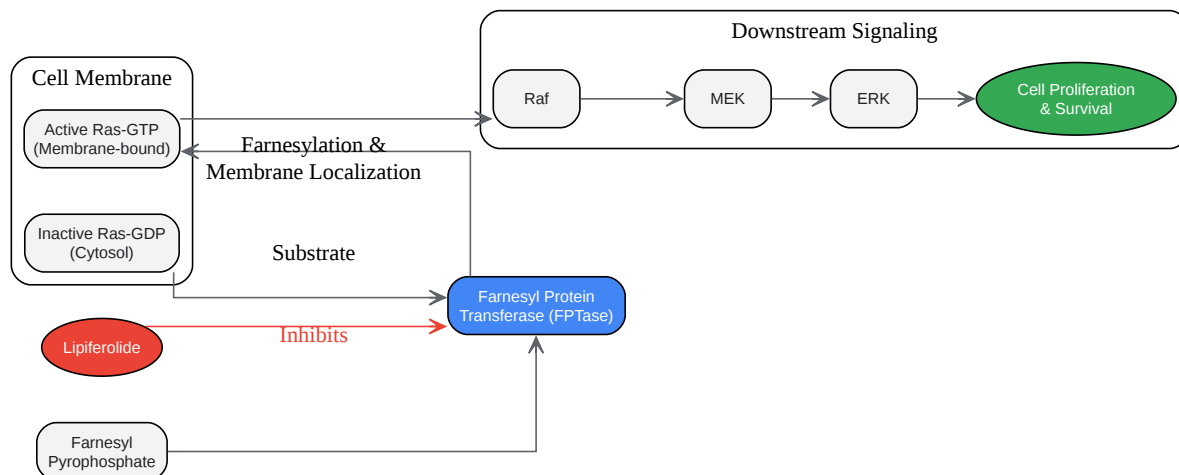 Downstream Signaling
Cell Membrane
Raf
MEK
ERK
Cell Proliferation
& Survival
Active Ras-GTP
(Membrane-bound)
Farnesylation &
Membrane Localization
Inactive Ras-GDP
(Cytosol)
Substrate
Farnesyl Protein
Transferase (FPTase)
Inhibits
Lipiferolide
Farnesyl
Pyrophosphate